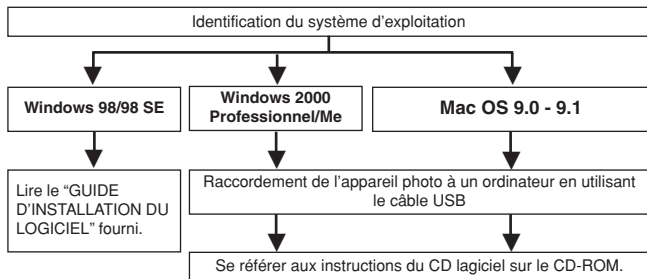 Identification du système d'exploitation
Windows 98/98 SE
Windows 2000
Professionnel/Me
Mac OS 9.0 - 9.1
Lire le “GUIDE
D'INSTALLATION DU
LOGICIEL” fourni.
Raccordement de l'appareil photo à un ordinateur en utilisant
le câble USB
Se référer aux instructions du CD lagiciel sur le CD-ROM.